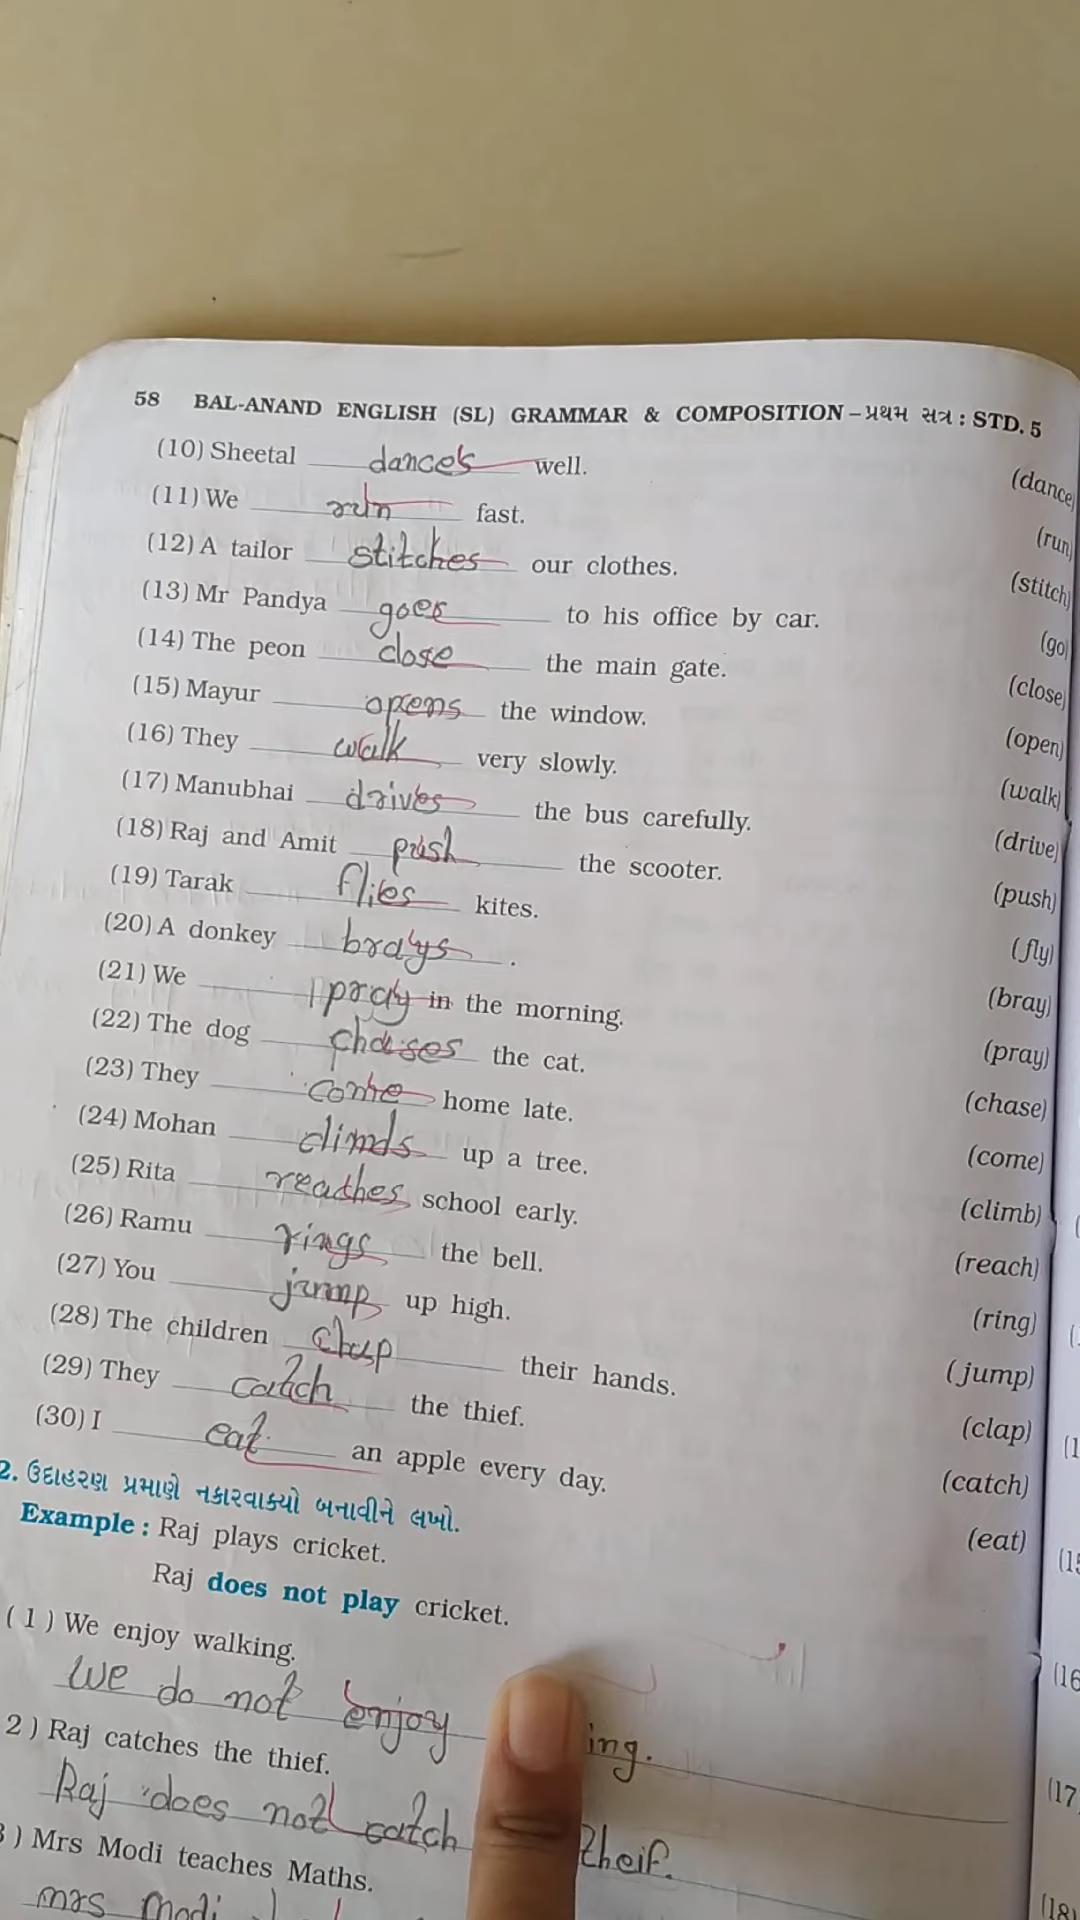 58 BAL-ANAND ENGLISH (SL) GRAMMAR & COMPOSITION – પ્રથમ સત્ર : STD. 5
(10) Sheetal dances well. (dance
(11) We run fast. (run)
(12) A tailor stitches our clothes. (stitch)
(13) Mr Pandya goes to his office by car. (go)
(14) The peon close the main gate. (close)
(15) Mayur opens the window. (open)
(16) They walk very slowly. (walk)
(17) Manubhai drives the bus carefully. (drive)
(18) Raj and Amit push the scooter. (push)
(19) Tarak flies kites. (fly)
(20) A donkey brays. (bray)
(21) We pray in the morning. (pray)
(22) The dog chases the cat. (chase)
(23) They come home late. (come)
(24) Mohan climbs up a tree. (climb)
(25) Rita reaches school early. (reach)
(26) Ramu rings the bell. (ring)
(27) You jump up high. (jump)
(28) The children clap their hands. (clap)
(29) They catch the thief. (catch)
(30) I eat an apple every day. (eat)
2. ઉદાહરણ પ્રમાણે નકારવાક્યો બનાવીને લખો.
Example : Raj plays cricket.
Raj does not play cricket.
( 1 ) We enjoy walking.
We do not enjoy ing.
2 ) Raj catches the thief.
Raj does not catch theif.
) Mrs Modi teaches Maths.
mrs modi